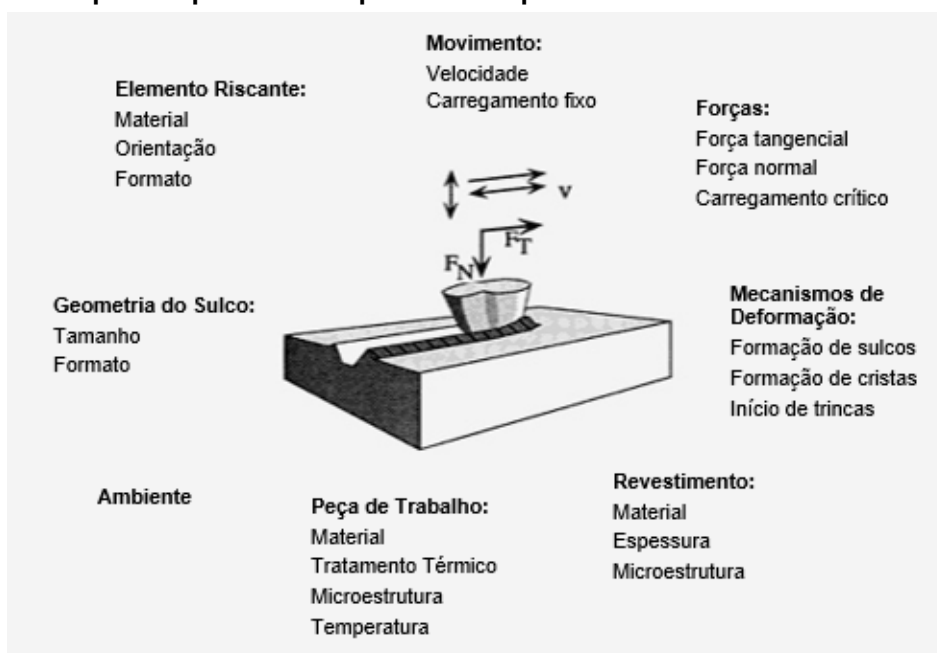 Movimento:
Velocidade
Carregamento fixo
Elemento Riscante:
Material
Orientação
Formato
Forças:
Força tangencial
Força normal
Carregamento crítico
v
F_T
F_N
Geometria do Sulco:
Tamanho
Formato
Mecanismos de
Deformação:
Formação de sulcos
Formação de cristas
Início de trincas
Ambiente
Peça de Trabalho:
Material
Tratamento Térmico
Microestrutura
Temperatura
Revestimento:
Material
Espessura
Microestrutura